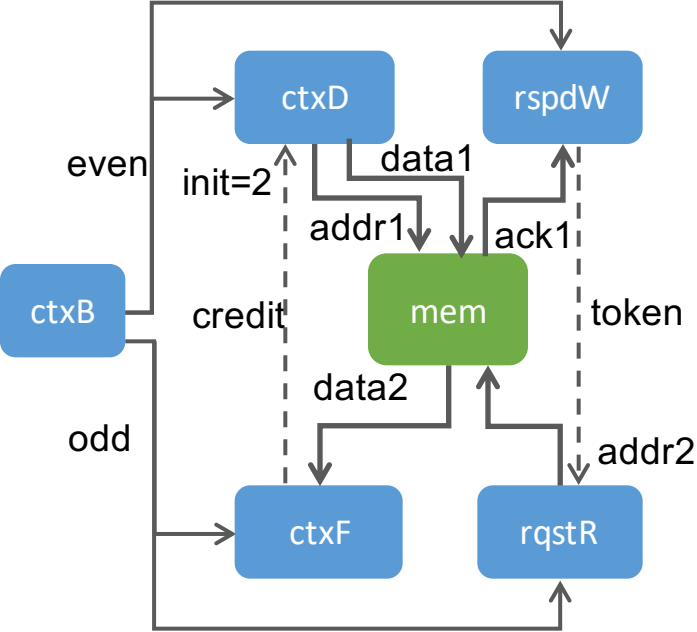 ctxD
rspdW
even
data1
init=2
addr1
ack1
ctxB
credit
mem
token
data2
odd
addr2
ctxF
rqstR